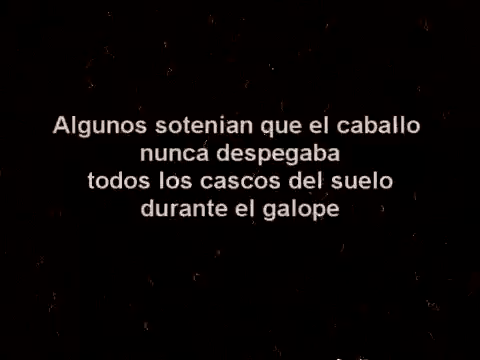 Algunos sotenian que el caballo
nunca despegaba
todos los cascos del suelo
durante el galope